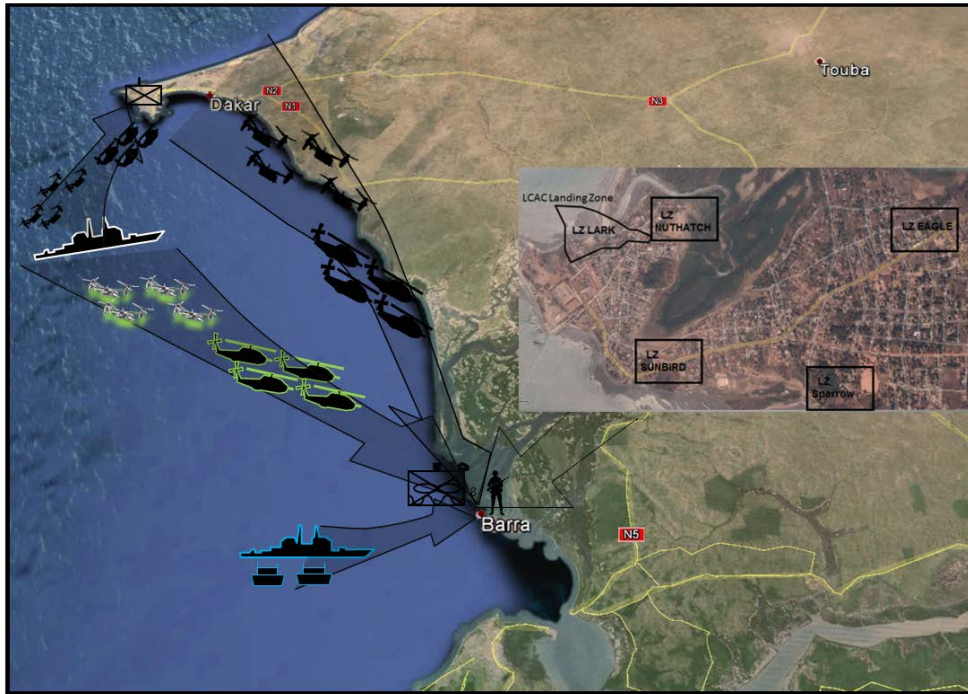 Touba
N2
Dakar
N1
N3
LCAC Landing Zone
LZ LARK
LZ
NUTHATCH
LZ EAGLE
LZ
SUNBIRD
LZ
Sparrow
Barra
N5